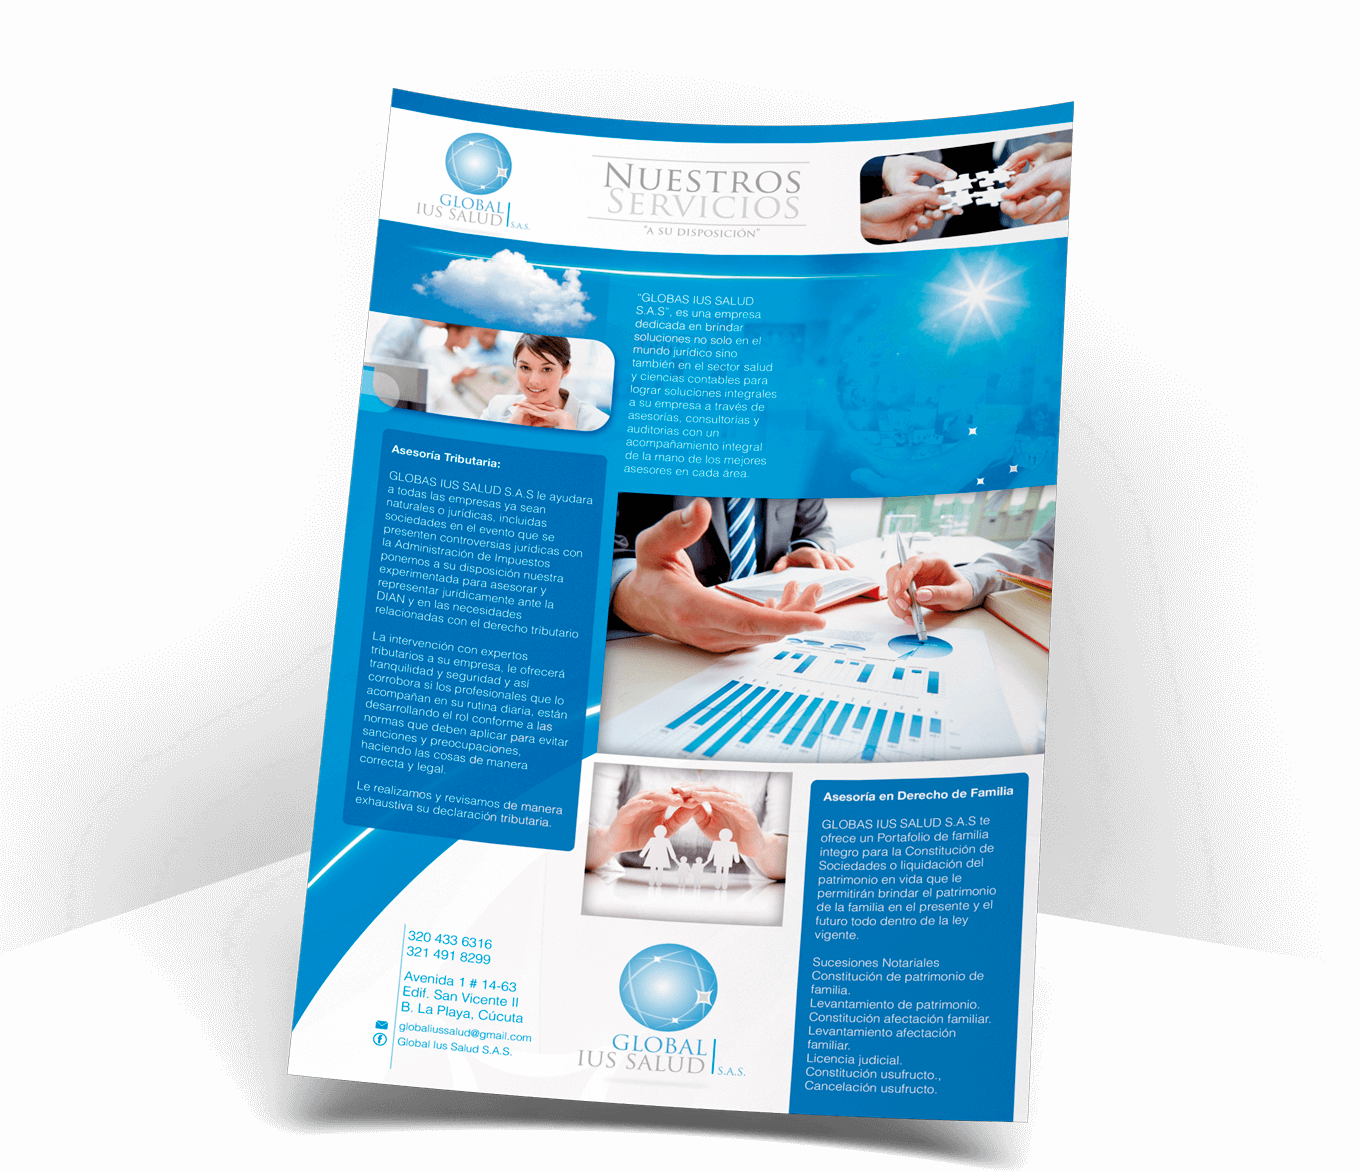 GLOBAL
IUS SALUD
S.A.S.
NUESTROS
SERVICIOS
"A SU DISPOSICIÓN"
"GLOBAS IUS SALUD
S.A.S", es una empresa
dedicada en brindar
soluciones no solo en el
mundo jurídico sino
también en el sector salud
y ciencias contables para
lograr soluciones integrales
a su empresa a través de
asesorías, consultorias y
auditorias con un
acompañamiento integral
de la mano de los mejores
asesores en cada área.
Asesoría Tributaria:
GLOBAS IUS SALUD S.A.S le ayudara
a todas las empresas ya sean
naturales o jurídicas, incluidas
sociedades en el evento que se
presenten controversias jurídicas con
la Administración de Impuestos
ponemos a su disposición nuestra
experimentada para asesorar y
representar jurídicamente ante la
DIAN y en las necesidades
relacionadas con el derecho tributario
La intervención con expertos
tributarios a su empresa, le ofrecerá
tranquilidad y seguridad y así
corrobora si los profesionales que lo
acompañan en su rutina diaria, están
desarrollando el rol conforme a las
normas que deben aplicar para evitar
sanciones y preocupaciones,
haciendo las cosas de manera
correcta y legal.
Le realizamos y revisamos de manera
exhaustiva su declaración tributaria.
Asesoría en Derecho de Familia
GLOBAS IUS SALUD S.A.S te
ofrece un Portafolio de familia
integro para la Constitución de
Sociedades o liquidación del
patrimonio en vida que le
permitirán brindar el patrimonio
de la familia en el presente y el
futuro todo dentro de la ley
vigente.
Sucesiones Notariales
Constitución de patrimonio de
familia.
Levantamiento de patrimonio.
Constitución afectación familiar.
Levantamiento afectación
familiar.
Licencia judicial.
Constitución usufructo.,
Cancelación usufructo.
320 433 6316
321 491 8299
Avenida 1 # 14-63
Edif. San Vicente II
B. La Playa, Cúcuta
globaliussalud@gmail.com
Global Ius Salud S.A.S.
GLOBAL
IUS SALUD
S.A.S.